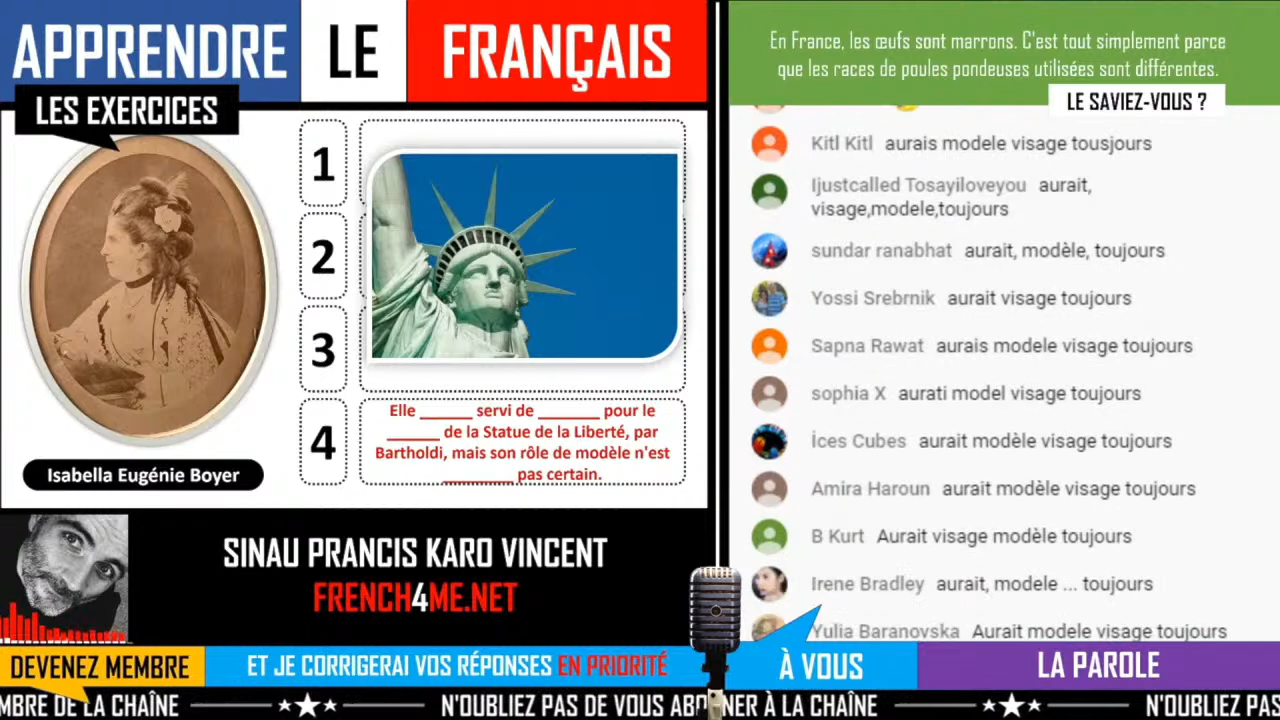 APPRENDRE LE FRANÇAIS
LES EXERCICES
1
2
3
4
Elle ______ servi de _______ pour le
______ de la Statue de la Liberté, par
Bartholdi, mais son rôle de modèle n'est
________ pas certain.
Isabella Eugénie Boyer
SINAU PRANCIS KARO VINCENT
FRENCH4ME.NET
En France, les œufs sont marrons. C'est tout simplement parce
que les races de poules pondeuses utilisées sont différentes.
LE SAVIEZ-VOUS ?
Kitl Kitl aurais modele visage tousjours
Ijustcalled Tosayiloveyou aurait,
visage,modele,toujours
sundar ranabhat aurait, modèle, toujours
Yossi Srebrnik aurait visage toujours
Sapna Rawat aurais modele visage toujours
sophia X aurati model visage toujours
İces Cubes aurait modèle visage toujours
Amira Haroun aurait modèle visage toujours
B Kurt Aurait visage modèle toujours
Irene Bradley aurait, modele ... toujours
Yulia Baranovska Aurait modele visage toujours
DEVENEZ MEMBRE
ET JE CORRIGERAI VOS RÉPONSES EN PRIORITÉ
À VOUS
LA PAROLE
MBRE DE LA CHAÎNE N'OUBLIEZ PAS DE VOUS ABONNER À LA CHAÎNE N'OUBLIEZ PAS